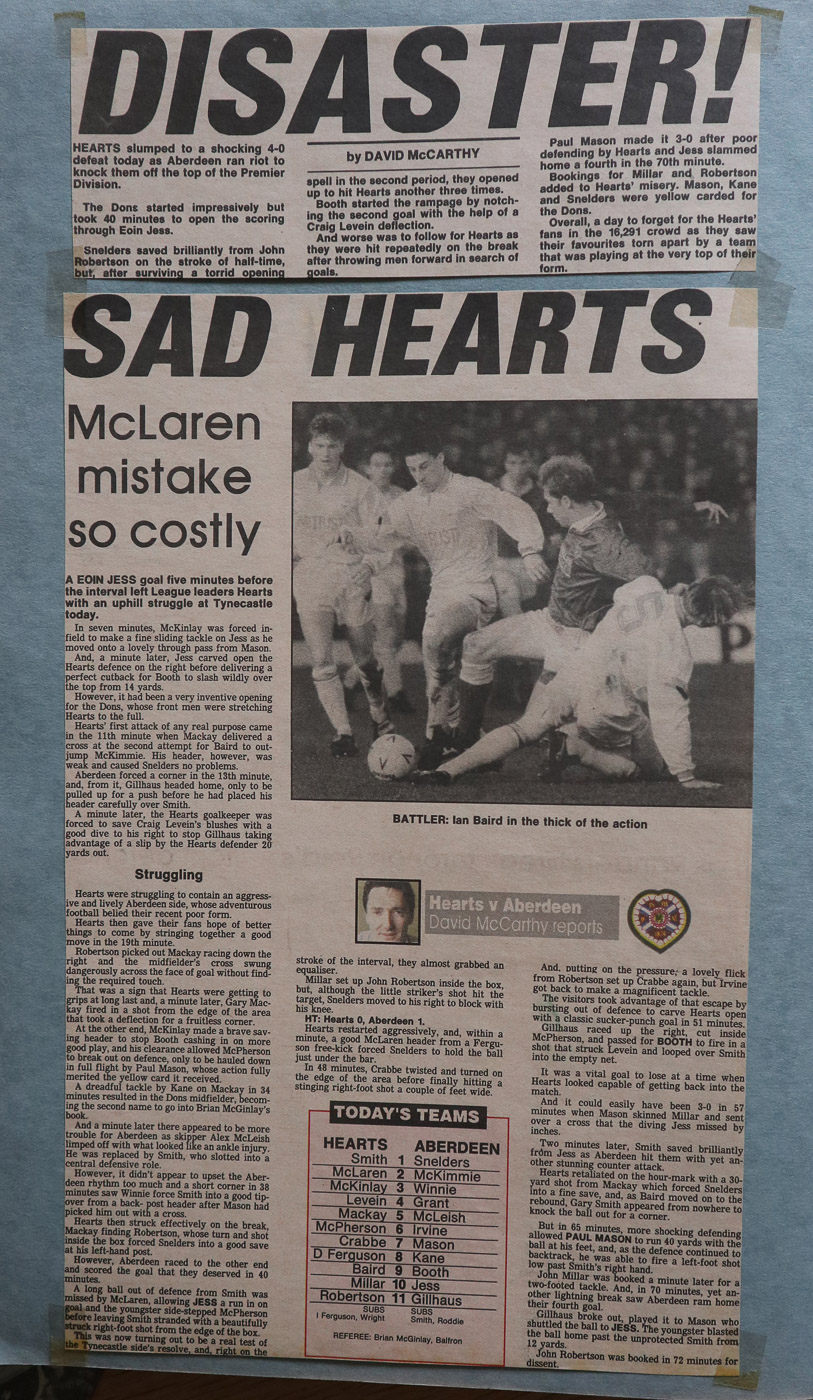 DISASTER!
HEARTS slumped to a shocking 4-0
defeat today as Aberdeen ran riot to
knock them off the top of the Premier
Division.
The Dons started impressively but
took 40 minutes to open the scoring
through Eoin Jess.
Snelders saved brilliantly from John
Robertson on the stroke of half-time,
but, after surviving a torrid opening
by DAVID McCARTHY
spell in the second period, they opened
up to hit Hearts another three times.
Booth started the rampage by notch-
ing the second goal with the help of a
Craig Levein deflection.
And worse was to follow for Hearts as
they were hit repeatedly on the break
after throwing men forward in search of
goals.
Paul Mason made it 3-0 after poor
defending by Hearts and Jess slammed
home a fourth in the 70th minute.
Bookings for Millar and Robertson
added to Hearts' misery. Mason, Kane
and Snelders were yellow carded for
the Dons.
Overall, a day to forget for the Hearts'
fans in the 16,291 crowd as they saw
their favourites torn apart by a team
that was playing at the very top of their
form.
SAD HEARTS
McLaren
mistake
so costly
A EOIN JESS goal five minutes before
the interval left League leaders Hearts
with an uphill struggle at Tynecastle
today.
In seven minutes, McKinlay was forced in-
field to make a fine sliding tackle on Jess as he
moved onto a lovely through pass from Mason.
And, a minute later, Jess carved open the
Hearts defence on the right before delivering a
perfect cutback for Booth to slash wildly over
the top from 14 yards.
However, it had been a very inventive opening
for the Dons, whose front men were stretching
Hearts to the full.
Hearts' first attack of any real purpose came
in the 11th minute when Mackay delivered a
cross at the second attempt for Baird to out-
jump McKimmie. His header, however, was
weak and caused Snelders no problems.
Aberdeen forced a corner in the 13th minute,
and, from it, Gillhaus headed home, only to be
pulled up for a push before he had placed his
header carefully over Smith.
A minute later, the Hearts goalkeeper was
forced to save Craig Levein's blushes with a
good dive to his right to stop Gillhaus taking
advantage of a slip by the Hearts defender 20
yards out.
Struggling
Hearts were struggling to contain an aggress-
ive and lively Aberdeen side, whose adventurous
football belied their recent poor form.
Hearts then gave their fans hope of better
things to come by stringing together a good
move in the 19th minute.
Robertson picked out Mackay racing down the
right and the midfielder's cross swung
dangerously across the face of goal without find-
ing the required touch.
That was a sign that Hearts were getting to
grips at long last and, a minute later, Gary Mac-
kay fired in a shot from the edge of the area
that took a deflection for a fruitless corner.
At the other end, McKinlay made a brave sav-
ing header to stop Booth cashing in on more
good play, and his clearance allowed McPherson
to break out on defence, only to be hauled down
in full flight by Paul Mason, whose action fully
merited the yellow card it received.
A dreadful tackle by Kane on Mackay in 34
minutes resulted in the Dons midfielder, becom-
ing the second name to go into Brian McGinlay's
book.
And a minute later there appeared to be more
trouble for Aberdeen as skipper Alex McLeish
limped off with what looked like an ankle injury.
He was replaced by Smith, who slotted into a
central defensive role.
However, it didn't appear to upset the Aber-
deen rhythm too much and a short corner in 38
minutes saw Winnie force Smith into a good tip-
over from a back- post header after Mason had
picked him out with a cross.
Hearts then struck effectively on the break,
Mackay finding Robertson, whose turn and shot
inside the box forced Snelders into a good save
at his left-hand post.
However, Aberdeen raced to the other end
and scored the goal that they deserved in 40
minutes.
A long ball out of defence from Smith was
missed by McLaren, allowing JESS a run in on
goal and the youngster side-stepped McPherson
before leaving Smith stranded with a beautifully
struck right-foot shot from the edge of the box.
This was now turning out to be a real test of
the Tynecastle side's resolve, and, right on the
BATTLER: Ian Baird in the thick of the action
Hearts v Aberdeen
David McCarthy reports
stroke of the interval, they almost grabbed an
equaliser.
Millar set up John Robertson inside the box,
but, although the little striker's shot hit the
target, Snelders moved to his right to block with
his knee.
HT: Hearts 0, Aberdeen 1.
Hearts restarted aggressively, and, within a
minute, a good McLaren header from a Fergu-
son free-kick forced Snelders to hold the ball
just under the bar.
In 48 minutes, Crabbe twisted and turned on
the edge of the area before finally hitting a
stinging right-foot shot a couple of feet wide.
TODAY'S TEAMS
HEARTS ABERDEEN
Smith 1 Snelders
McLaren 2 McKimmie
McKinlay 3 Winnie
Levein 4 Grant
Mackay 5 McLeish
McPherson 6 Irvine
Crabbe 7 Mason
D Ferguson 8 Kane
Baird 9 Booth
Millar 10 Jess
Robertson 11 Gillhaus
SUBS SUBS
I Ferguson, Wright Smith, Roddie
REFEREE: Brian McGinlay, Balfron
And, putting on the pressure, a lovely flick
from Robertson set up Crabbe again, but Irvine
got back to make a magnificent tackle.
The visitors took advantage of that escape by
bursting out of defence to carve Hearts open
with a classic sucker-punch goal in 51 minutes.
Gillhaus raced up the right, cut inside
McPherson, and passed for BOOTH to fire in a
shot that struck Levein and looped over Smith
into the empty net.
It was a vital goal to lose at a time when
Hearts looked capable of getting back into the
match.
And it could easily have been 3-0 in 57
minutes when Mason skinned Millar and sent
over a cross that the diving Jess missed by
inches.
Two minutes later, Smith saved brilliantly
from Jess as Aberdeen hit them with yet an-
other stunning counter attack.
Hearts retaliated on the hour-mark with a 30-
yard shot from Mackay which forced Snelders
into a fine save, and, as Baird moved on to the
rebound, Gary Smith appeared from nowhere to
knock the ball out for a corner.
But in 65 minutes, more shocking defending
allowed PAUL MASON to run 40 yards with the
ball at his feet, and, as the defence continued to
backtrack, he was able to fire a left-foot shot
low past Smith's right hand.
John Millar was booked a minute later for a
two-footed tackle. And, in 70 minutes, yet an-
other lightning break saw Aberdeen ram home
their fourth goal.
Gillhaus broke out, played it to Mason who
shuttled the ball to JESS. The youngster blasted
the ball home past the unprotected Smith from
12 yards.
John Robertson was booked in 72 minutes for
dissent.